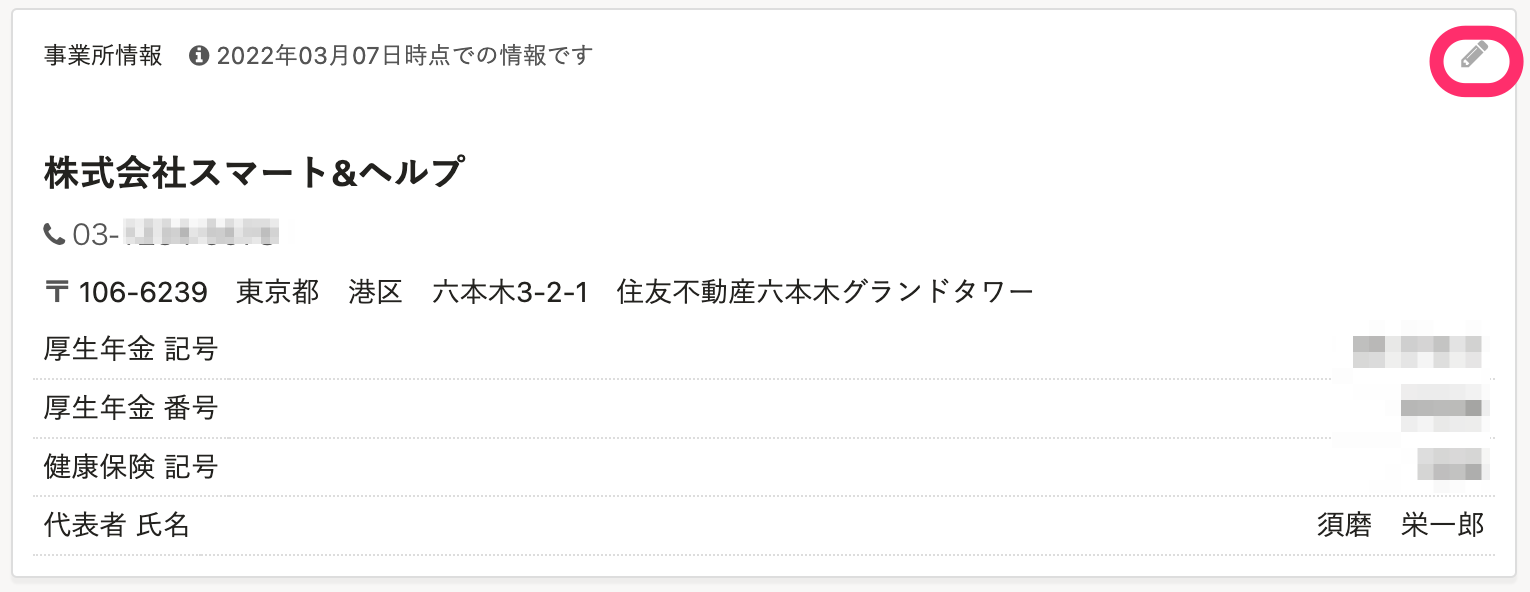 事業所情報 2022年03月07日時点での情報です
株式会社スマート&ヘルプ
03-
〒106-6239　東京都　港区　六本木3-2-1　住友不動産六本木グランドタワー
厚生年金 記号
厚生年金 番号
健康保険 記号
代表者 氏名 須磨　栄一郎